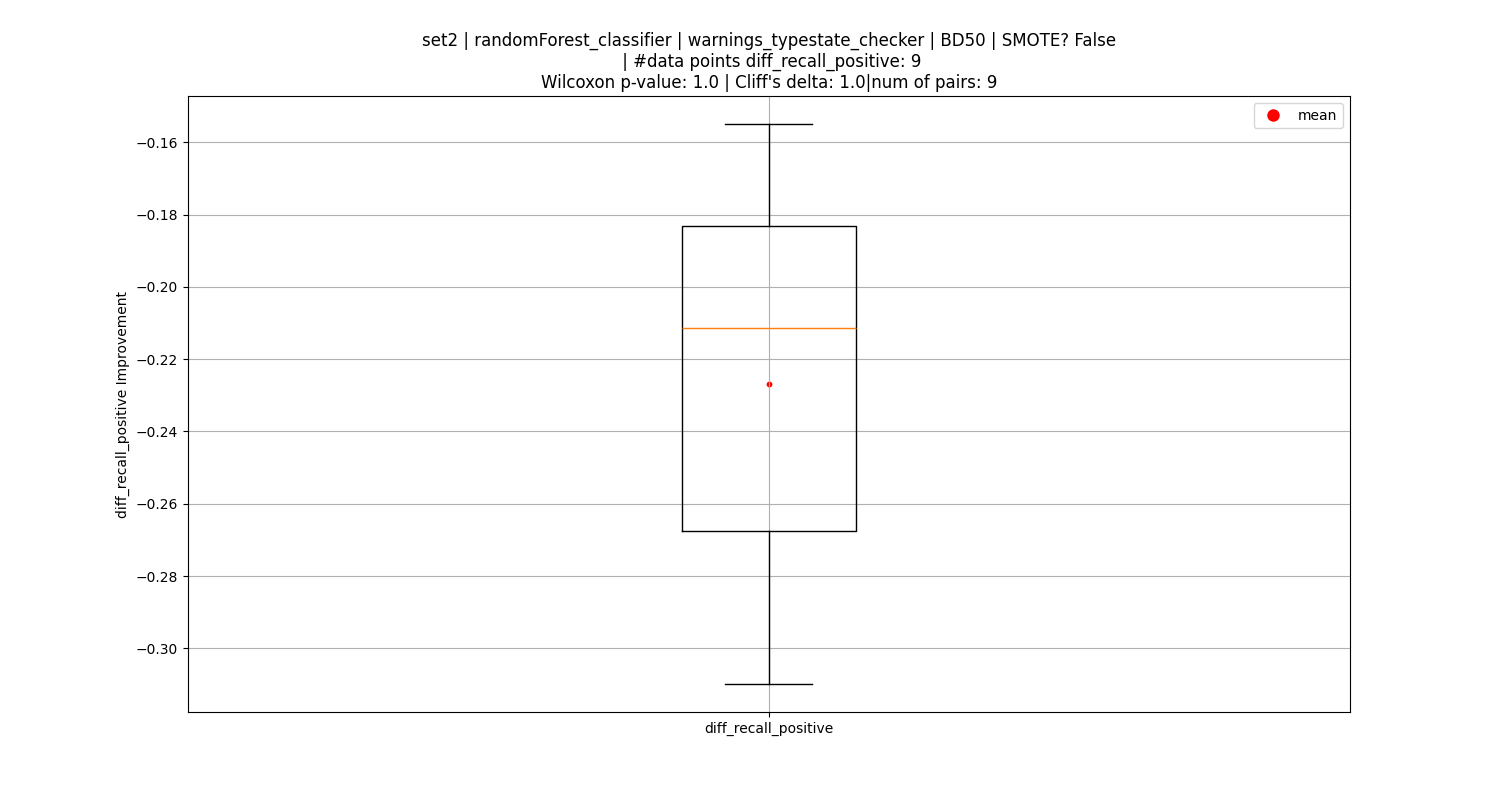 set2 | randomForest_classifier | warnings_typestate_checker | BD50 | SMOTE? False
| #data points diff_recall_positive: 9
Wilcoxon p-value: 1.0 | Cliff's delta: 1.0|num of pairs: 9
mean
−0.16
−0.18
−0.20
−0.22
−0.24
−0.26
−0.28
−0.30
diff_recall_positive Improvement
diff_recall_positive